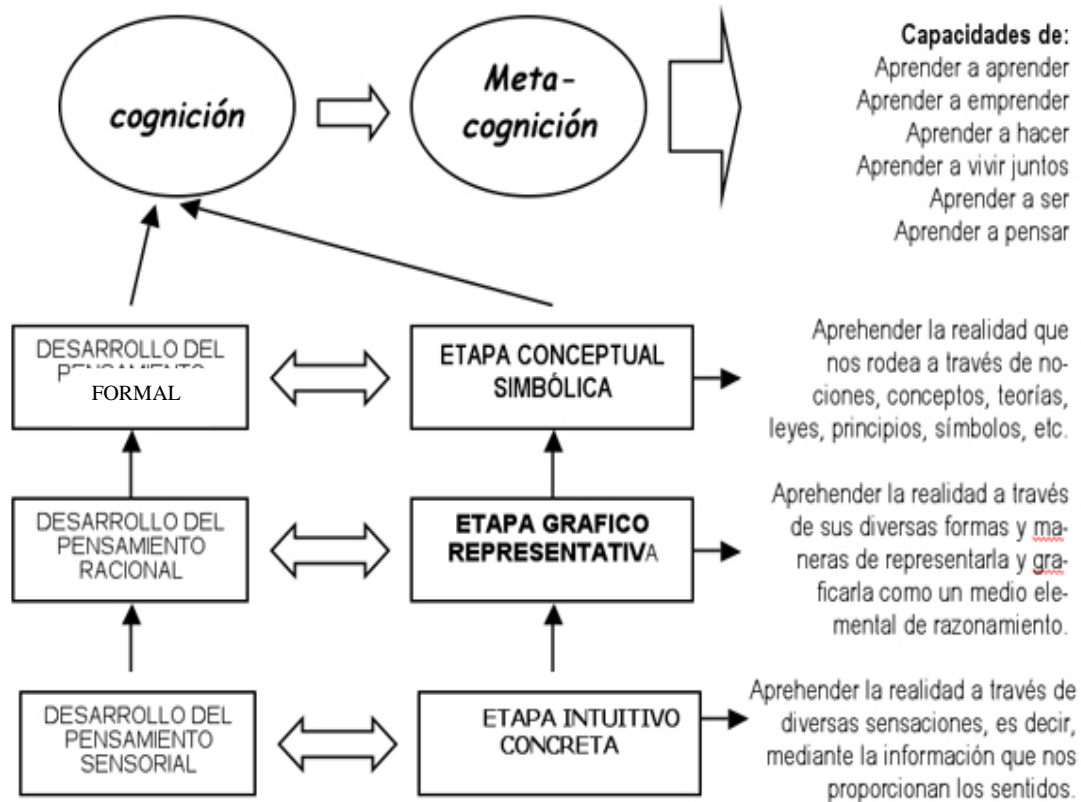 cognición
Meta-
cognición
Capacidades de:
Aprender a aprender
Aprender a emprender
Aprender a hacer
Aprender a vivir juntos
Aprender a ser
Aprender a pensar
DESARROLLO DEL
FORMAL
ETAPA CONCEPTUAL
SIMBÓLICA
Aprehender la realidad que
nos rodea a través de no-
ciones, conceptos, teorías,
leyes, principios, símbolos, etc.
DESARROLLO DEL
PENSAMIENTO
RACIONAL
ETAPA GRAFICO
REPRESENTATIVA
Aprehender la realidad a través
de sus diversas formas y ma-
neras de representarla y gra-
ficarla como un medio ele-
mental de razonamiento.
DESARROLLO DEL
PENSAMIENTO
SENSORIAL
ETAPA INTUITIVO
CONCRETA
Aprehender la realidad a través de
diversas sensaciones, es decir,
mediante la información que nos
proporcionan los sentidos.